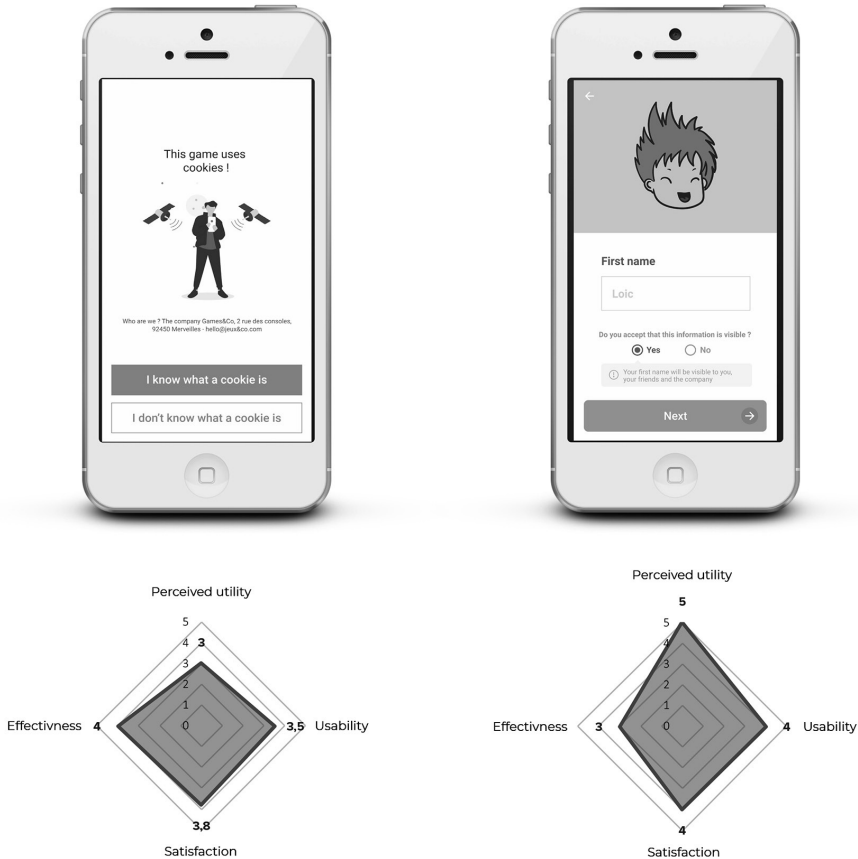 This game uses
cookies !
Who are we ? The company Games&Co, 2 rue des consoles,
92450 Merveilles - hello@jeux&co.com
I know what a cookie is
I don't know what a cookie is
First name
Loic
Do you accept that this information is visible ?
Yes
No
Your first name will be visible to you,
your friends and the company
Next
Perceived utility
5
4
3
3
2
1
0
Effectivness
4
3,5
Usability
3,8
Satisfaction
Perceived utility
5
5
4
3
2
1
0
Effectivness
3
4
Usability
4
Satisfaction